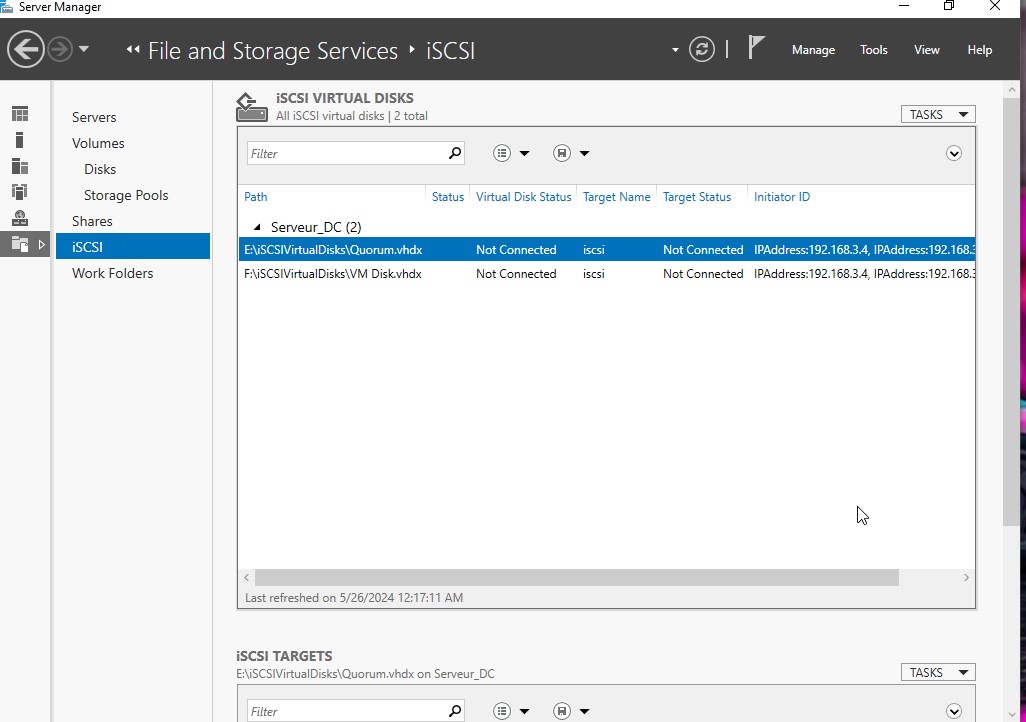 Server Manager
File and Storage Services iSCSI
Manage Tools View Help
Servers
Volumes
Disks
Storage Pools
Shares
iSCSI
Work Folders
iSCSI VIRTUAL DISKS
All iSCSI virtual disks | 2 total
TASKS
Filter
Path Status Virtual Disk Status Target Name Target Status Initiator ID
Serveur_DC (2)
E:\iSCSIVirtualDisks\Quorum.vhdx Not Connected iscsi Not Connected IPAddress:192.168.3.4, IPAddress:192.168.3
F:\iSCSIVirtualDisks\VM Disk.vhdx Not Connected iscsi Not Connected IPAddress:192.168.3.4, IPAddress:192.168.3
Last refreshed on 5/26/2024 12:17:11 AM
iSCSI TARGETS
E:\iSCSIVirtualDisks\Quorum.vhdx on Serveur_DC
TASKS
Filter